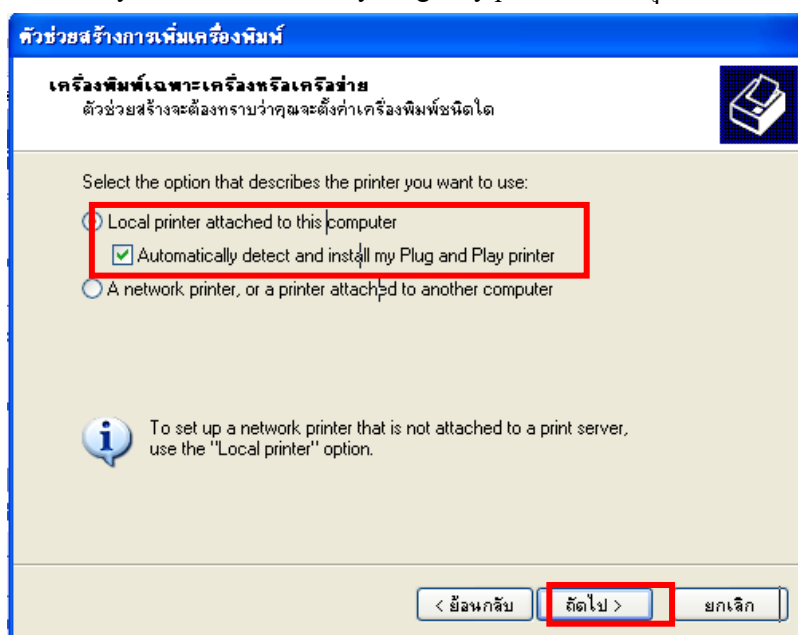 ตัวช่วยสร้างการเพิ่มเครื่องพิมพ์
เครื่องพิมพ์เฉพาะเครื่องหรือเครือข่าย
ตัวช่วยสร้างจะต้องทราบว่าคุณจะตั้งค่าเครื่องพิมพ์ชนิดใด
Select the option that describes the printer you want to use:
Local printer attached to this computer
Automatically detect and install my Plug and Play printer
A network printer, or a printer attached to another computer
To set up a network printer that is not attached to a print server,
use the "Local printer" option.
< ย้อนกลับ ถัดไป > ยกเลิก